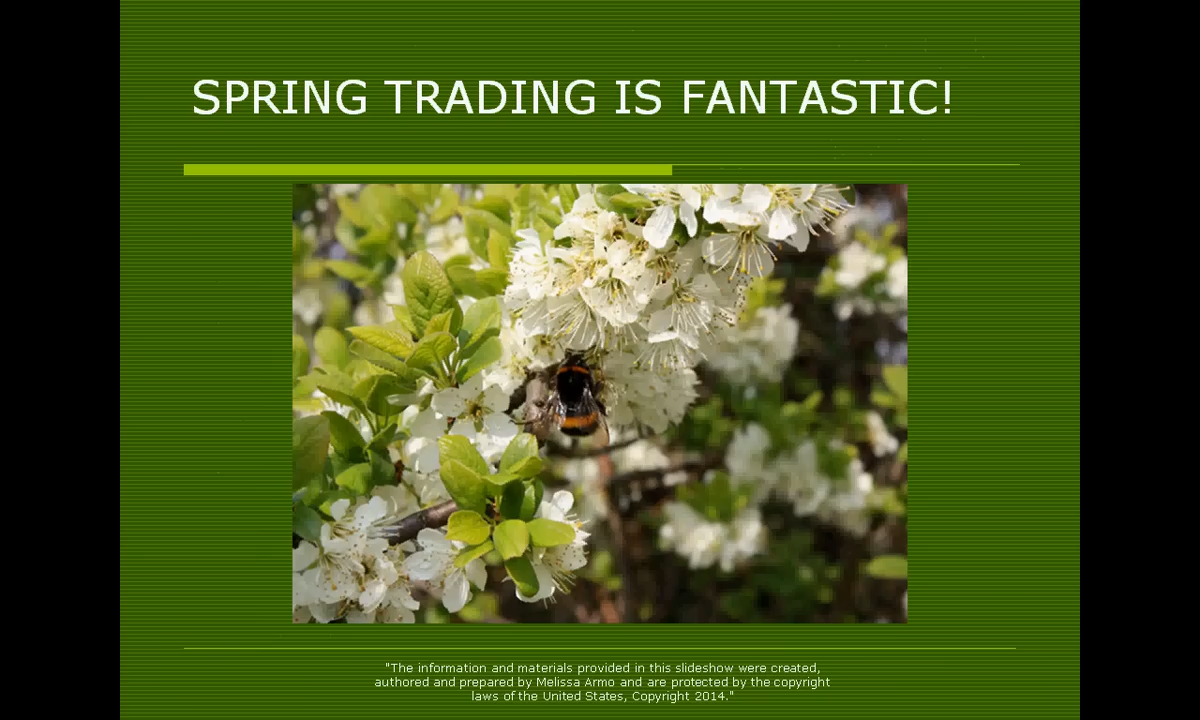 SPRING TRADING IS FANTASTIC!
"The information and materials provided in this slideshow were created,
authored and prepared by Melissa Armo and are protected by the copyright
laws of the United States, Copyright 2014."